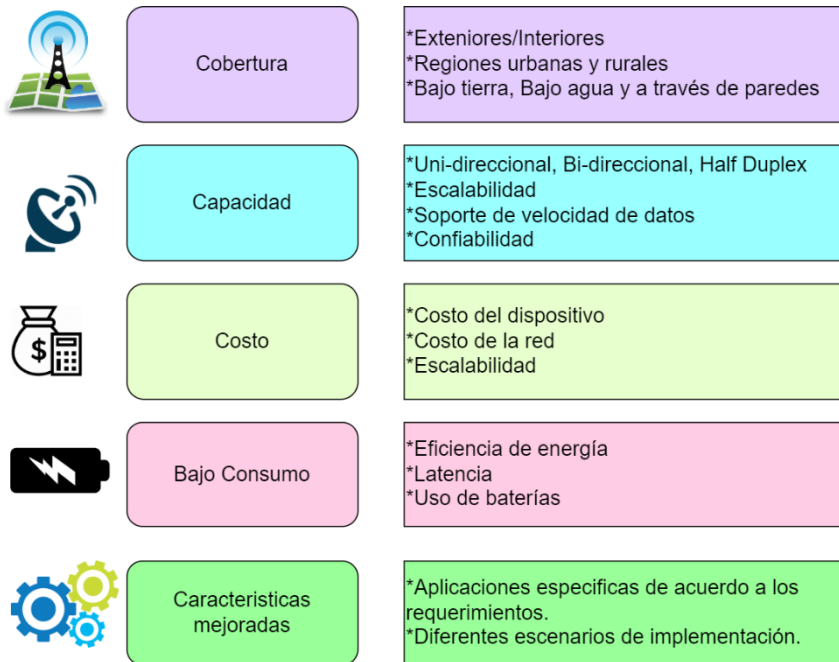 Cobertura
*Exteriores/Interiores
*Regiones urbanas y rurales
*Bajo tierra, Bajo agua y a través de paredes
Capacidad
*Uni-direccional, Bi-direccional, Half Duplex
*Escalabilidad
*Soporte de velocidad de datos
*Confiabilidad
$
Costo
*Costo del dispositivo
*Costo de la red
*Escalabilidad
Bajo Consumo
*Eficiencia de energía
*Latencia
*Uso de baterías
Caracteristicas
mejoradas
*Aplicaciones especificas de acuerdo a los
requerimientos.
*Diferentes escenarios de implementación.